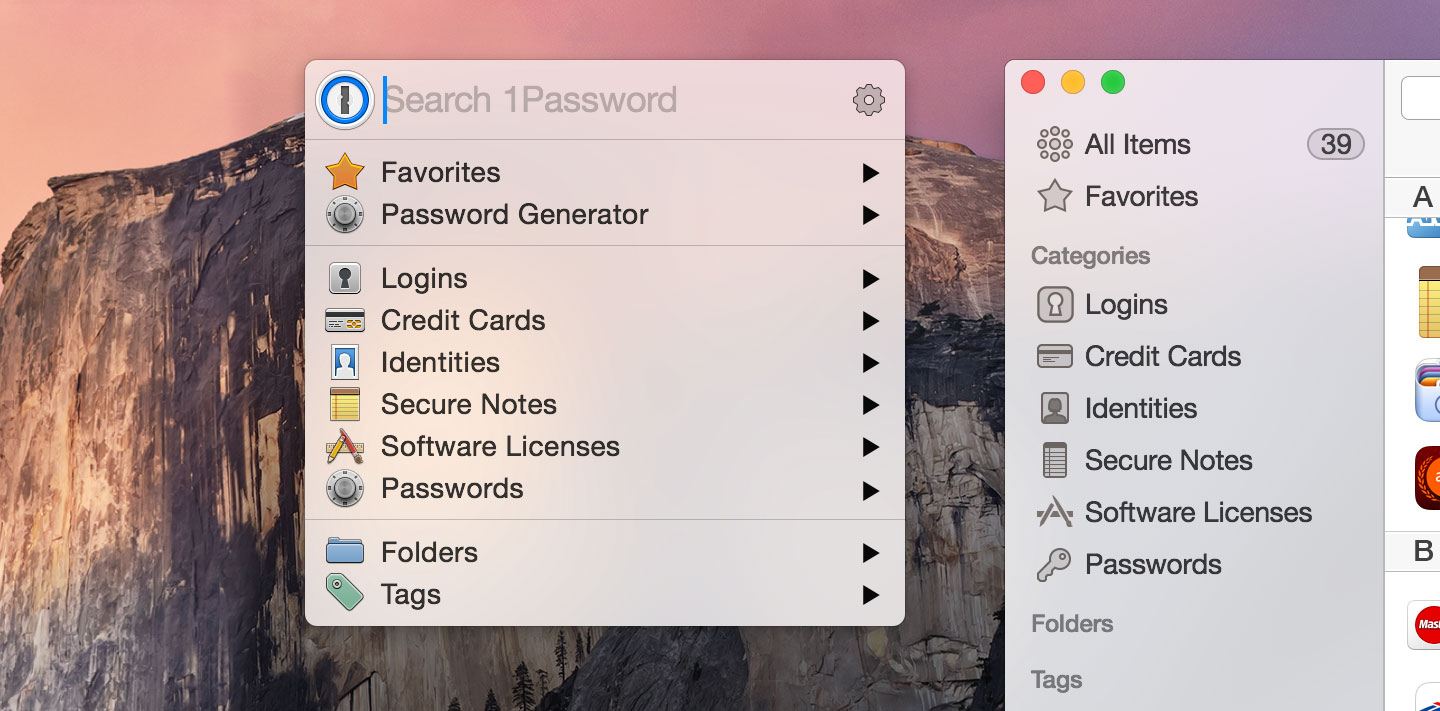 Search 1Password
Favorites
Password Generator
Logins
Credit Cards
Identities
Secure Notes
Software Licenses
Passwords
Folders
Tags
All Items 39
Favorites
Categories
Logins
Credit Cards
Identities
Secure Notes
Software Licenses
Passwords
Folders
Tags
A
B